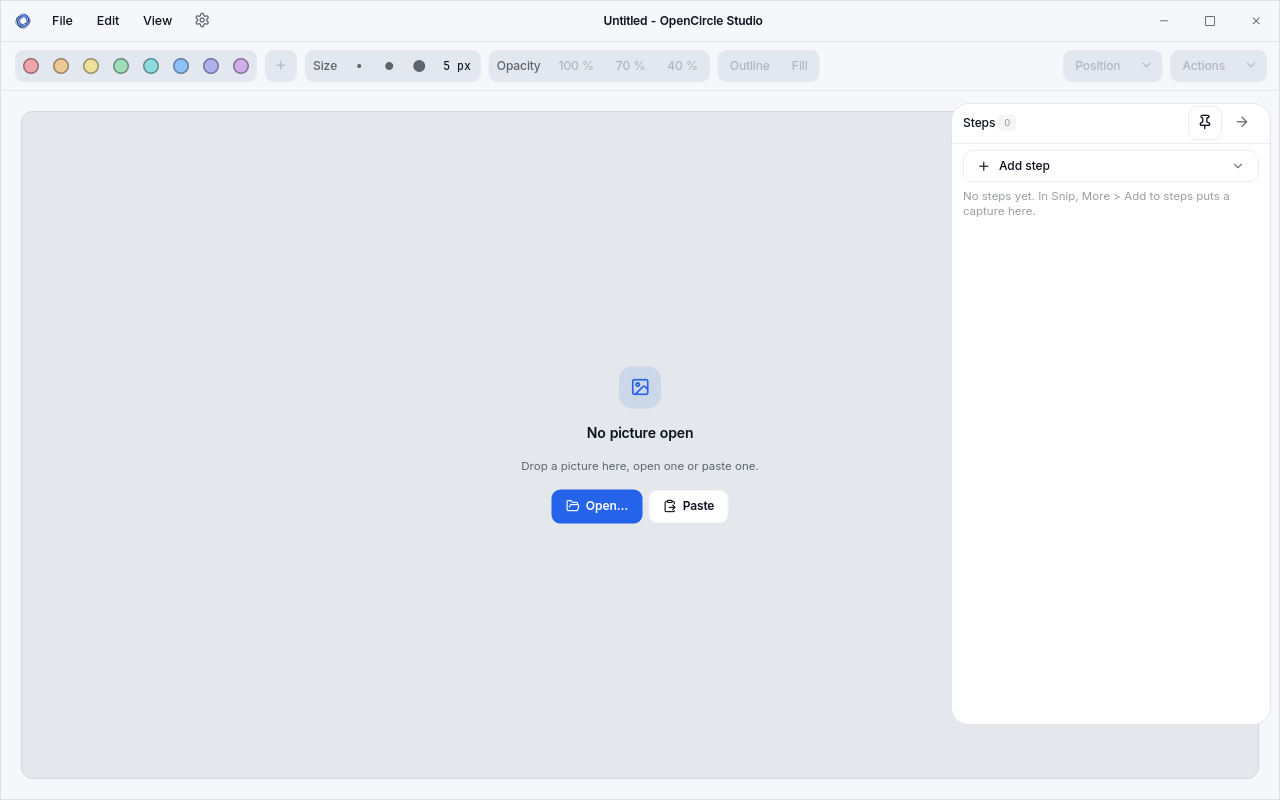 File Edit View
Untitled - OpenCircle Studio
Size 5 px
Opacity 100 % 70 % 40 %
Outline Fill
Position
Actions
Steps 0
Add step
No steps yet. In Snip, More > Add to steps puts a
capture here.
No picture open
Drop a picture here, open one or paste one.
Open...
Paste